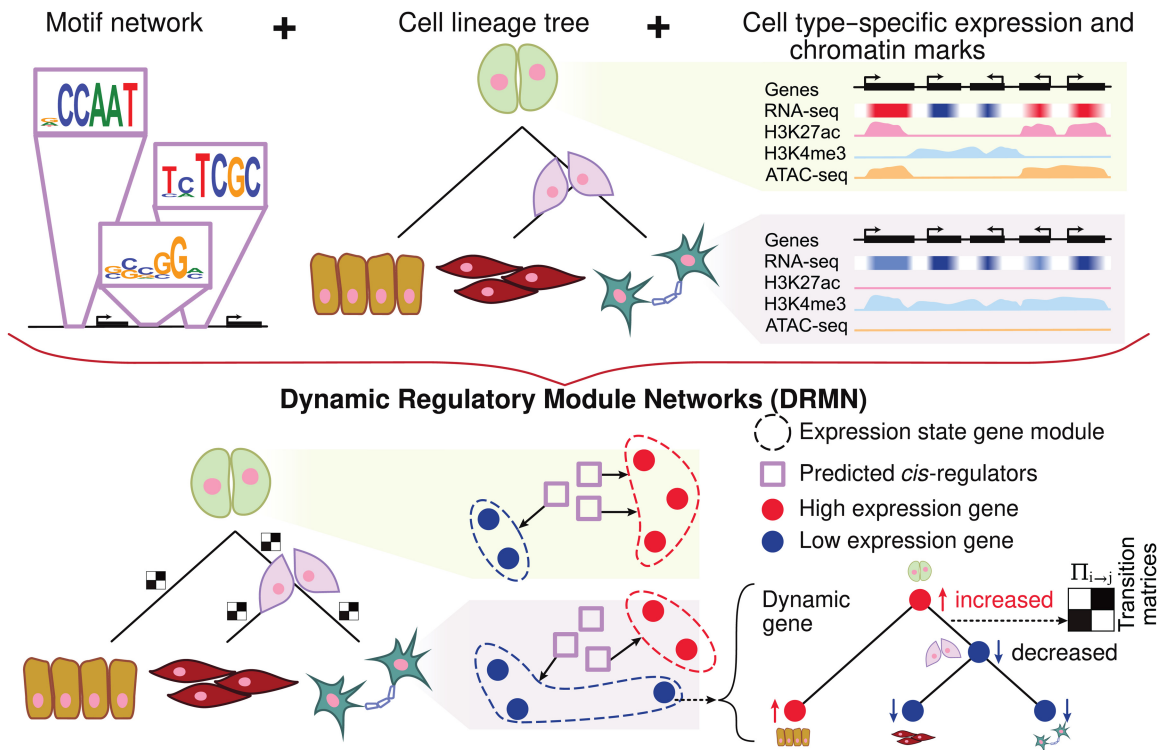 Motif network
+
Cell lineage tree
+
Cell type-specific expression and
chromatin marks
CCAAT
TCTCGC
Genes
RNA-seq
H3K27ac
H3K4me3
ATAC-seq
Genes
RNA-seq
H3K27ac
H3K4me3
ATAC-seq
Dynamic Regulatory Module Networks (DRMN)
Expression state gene module
Predicted cis-regulators
High expression gene
Low expression gene
Dynamic
gene
increased
decreased
Πi→j
Transition
matrices